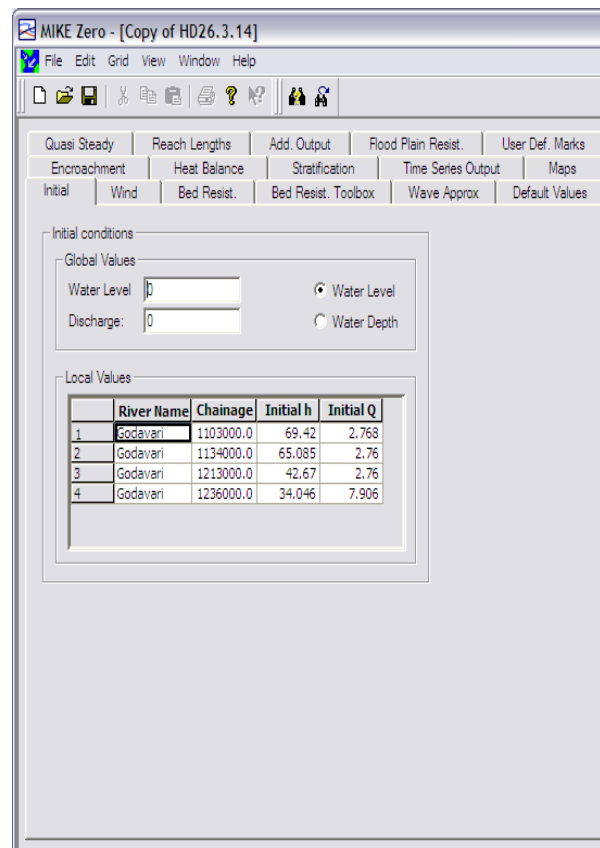 MIKE Zero - [Copy of HD26.3.14]
File Edit Grid View Window Help
Quasi Steady Reach Lengths Add. Output Flood Plain Resist. User Def. Marks
Encroachment Heat Balance Stratification Time Series Output Maps
Initial Wind Bed Resist. Bed Resist. Toolbox Wave Approx Default Values
Initial conditions
Global Values
Water Level 0 Water Level
Discharge: 0 Water Depth
Local Values
River Name Chainage Initial h Initial Q
1 Godavari 1103000.0 69.42 2.768
2 Godavari 1134000.0 65.085 2.76
3 Godavari 1213000.0 42.67 2.76
4 Godavari 1236000.0 34.046 7.906